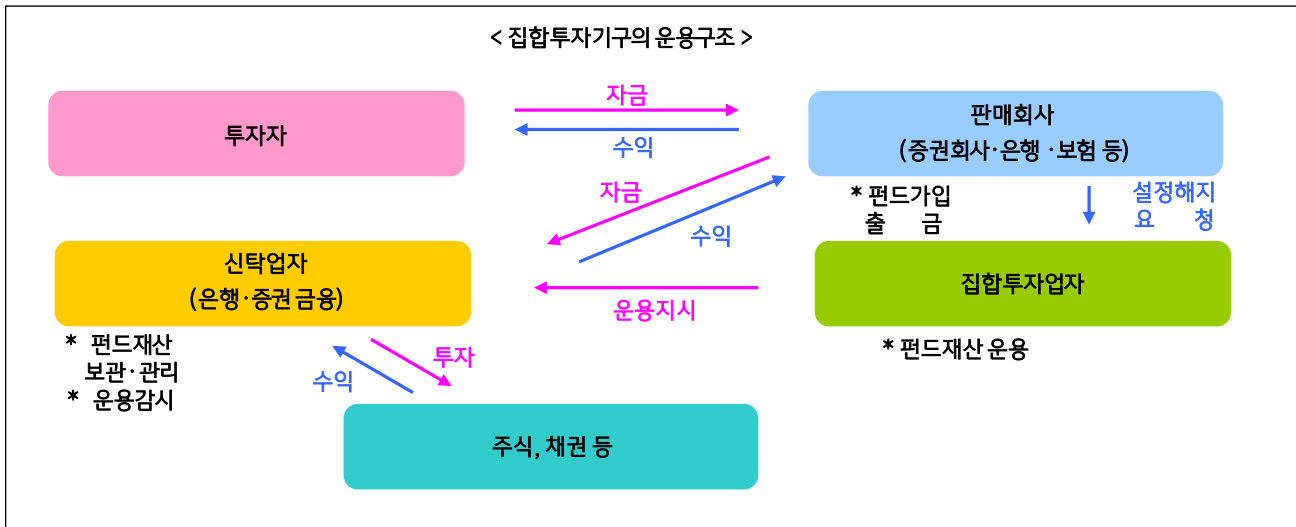 < 집합투자기구의 운용구조 >
자금
투자자
수익
판매회사
(증권회사·은행 ·보험 등)
자금
수익
* 펀드가입
출 금
설정해지
요 청
신탁업자
(은행·증권 금융)
운용지시
집합투자업자
* 펀드재산
보관·관리
* 운용감시
* 펀드재산 운용
투자
수익
주식, 채권 등